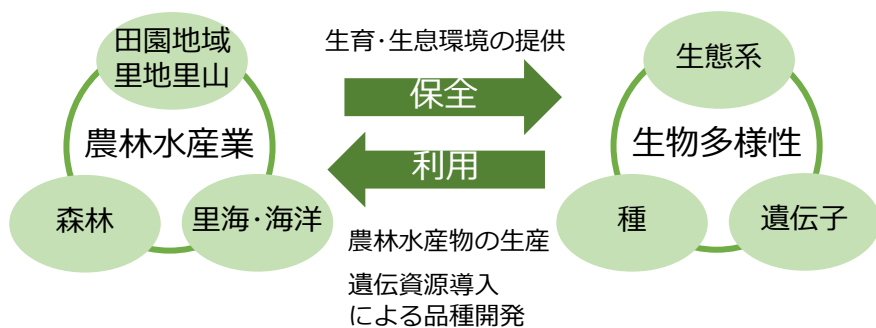 田園地域
里地里山
農林水産業
森林
里海・海洋
生育・生息環境の提供
保全
利用
農林水産物の生産
遺伝資源導入
による品種開発
生態系
生物多様性
種
遺伝子